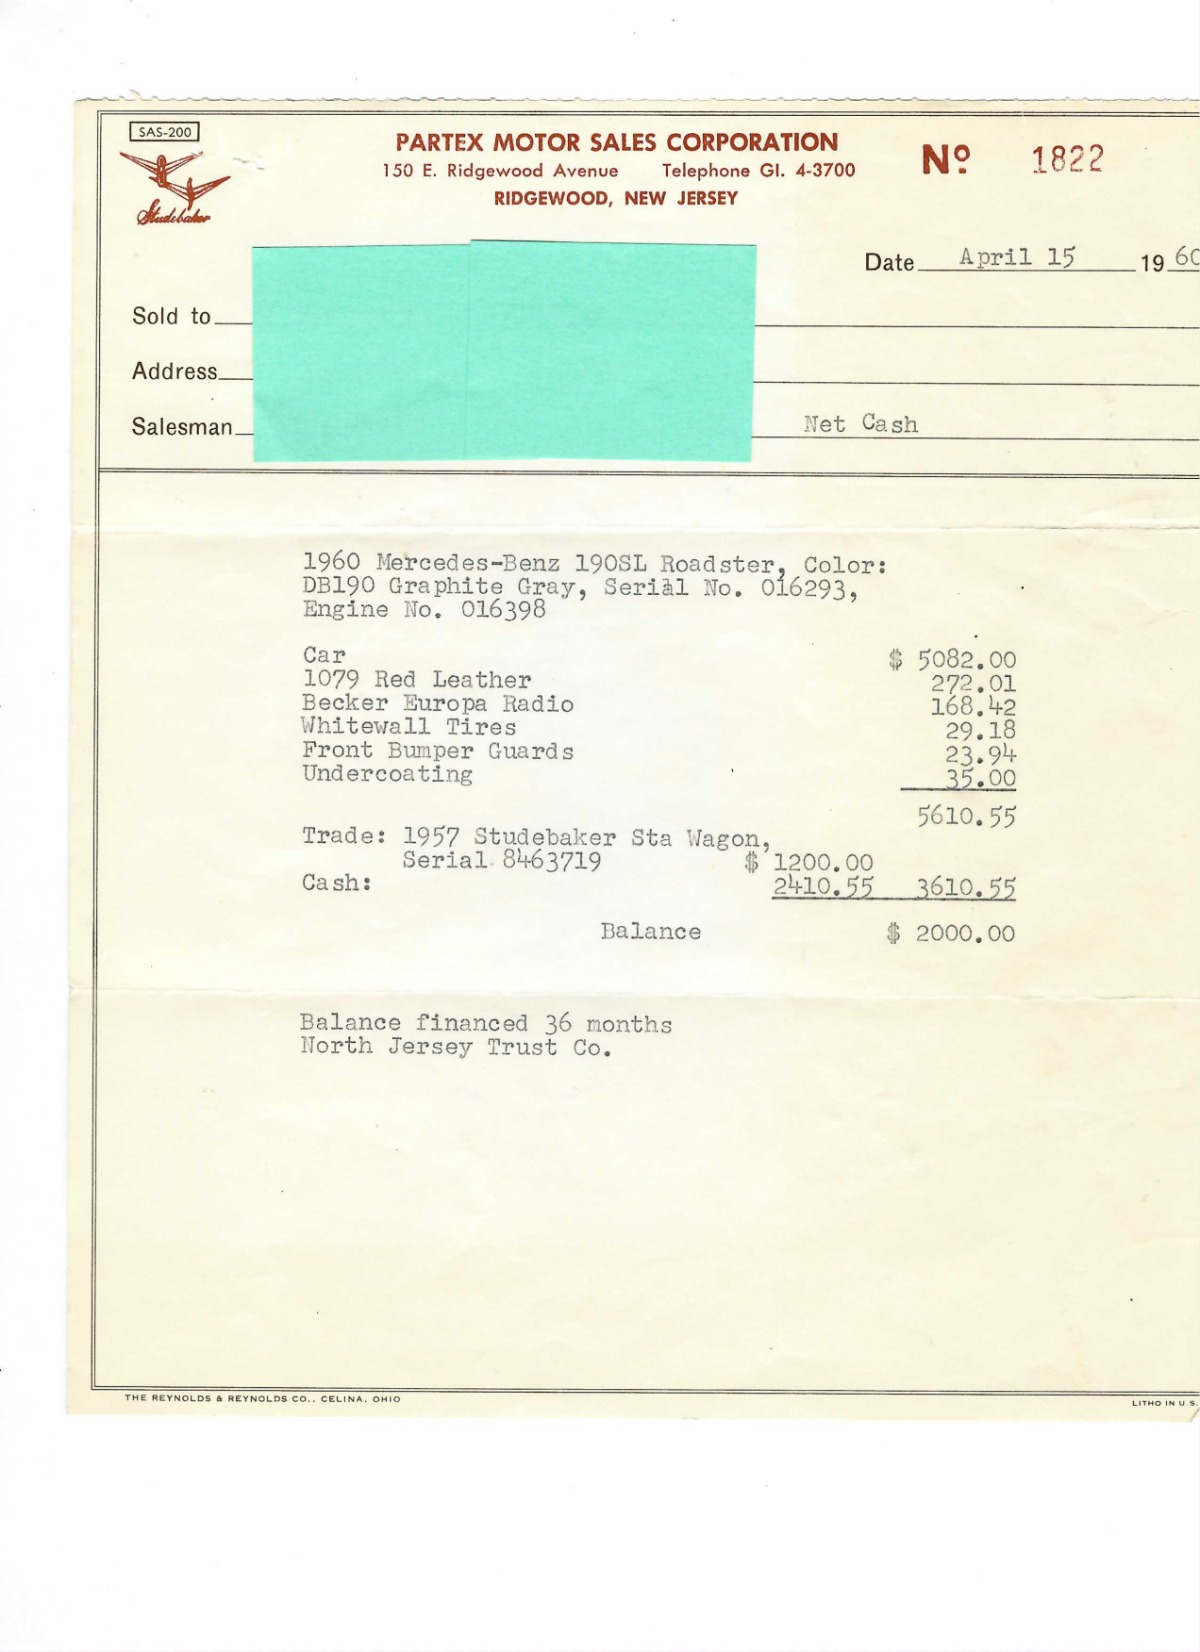 SAS-200
Studebaker
PARTEX MOTOR SALES CORPORATION
150 E. Ridgewood Avenue Telephone GI. 4-3700
RIDGEWOOD, NEW JERSEY
Nº 1822
Date April 15 19 60
Sold to
Address
Salesman Net Cash
1960 Mercedes-Benz 190SL Roadster, Color:
DB190 Graphite Gray, Serial No. 016293,
Engine No. 016398
Car $ 5082.00
1079 Red Leather 272.01
Becker Europa Radio 168.42
Whitewall Tires 29.18
Front Bumper Guards 23.94
Undercoating 35.00
5610.55
Trade: 1957 Studebaker Sta Wagon,
Serial 8463719 $ 1200.00
Cash: 2410.55 3610.55
Balance $ 2000.00
Balance financed 36 months
North Jersey Trust Co.
THE REYNOLDS & REYNOLDS CO., CELINA, OHIO
LITHO IN U.S.